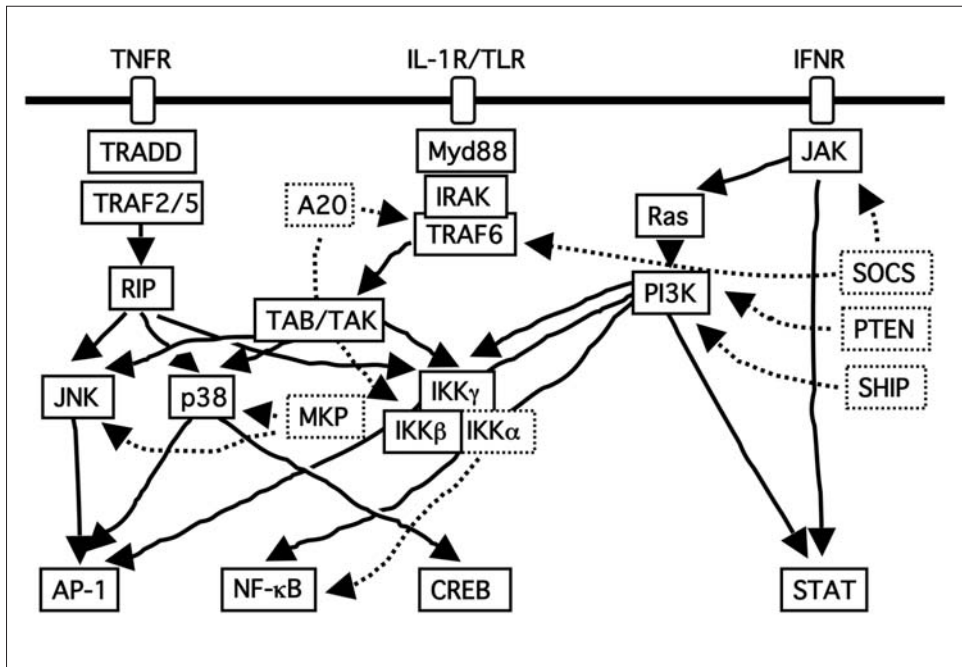 TNFR
IL-1R/TLR
IFNR
TRADD
Myd88
JAK
TRAF2/5
A20
IRAK
Ras
TRAF6
SOCS
RIP
PI3K
TAB/TAK
PTEN
JNK
p38
MKP
IKKγ
SHIP
IKKβ
IKKα
AP-1
NF-κB
CREB
STAT